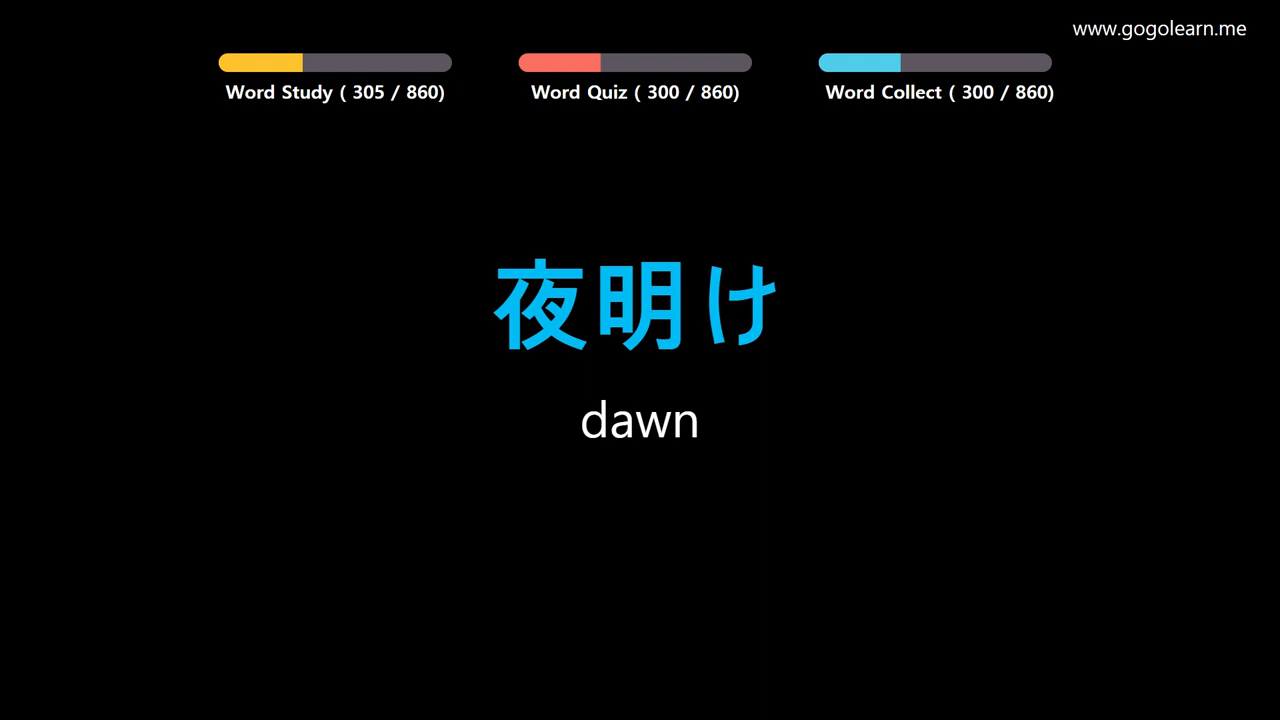 www.gogolearn.me
Word Study ( 305 / 860)
Word Quiz ( 300 / 860)
Word Collect ( 300 / 860)
夜明け
dawn